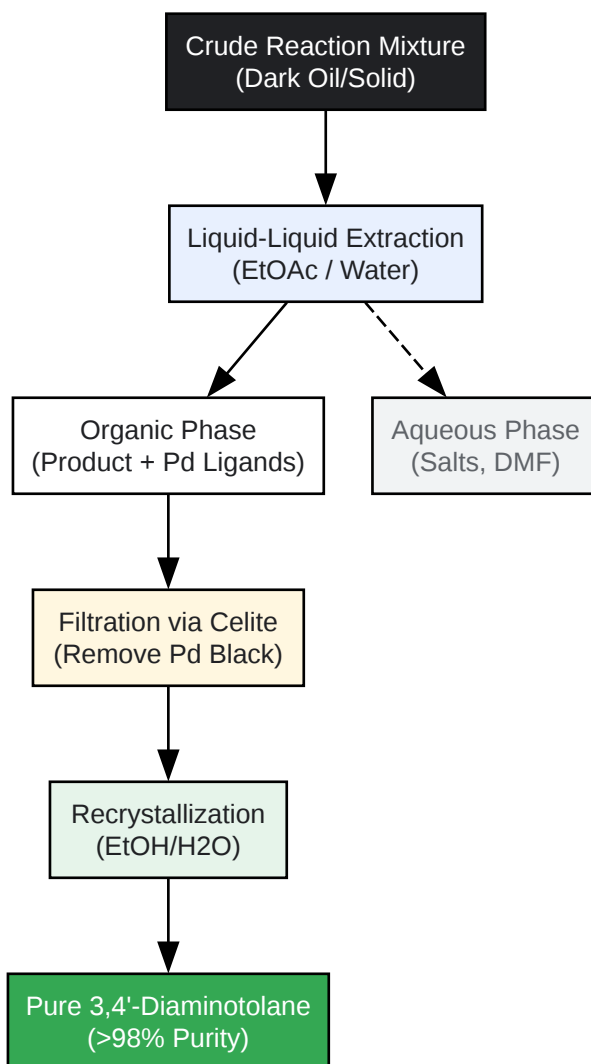 Crude Reaction Mixture
(Dark Oil/Solid)
Liquid-Liquid Extraction
(EtOAc / Water)
Organic Phase
(Product + Pd Ligands)
Aqueous Phase
(Salts, DMF)
Filtration via Celite
(Remove Pd Black)
Recrystallization
(EtOH/H2O)
Pure 3,4'-Diaminotolane
(>98% Purity)